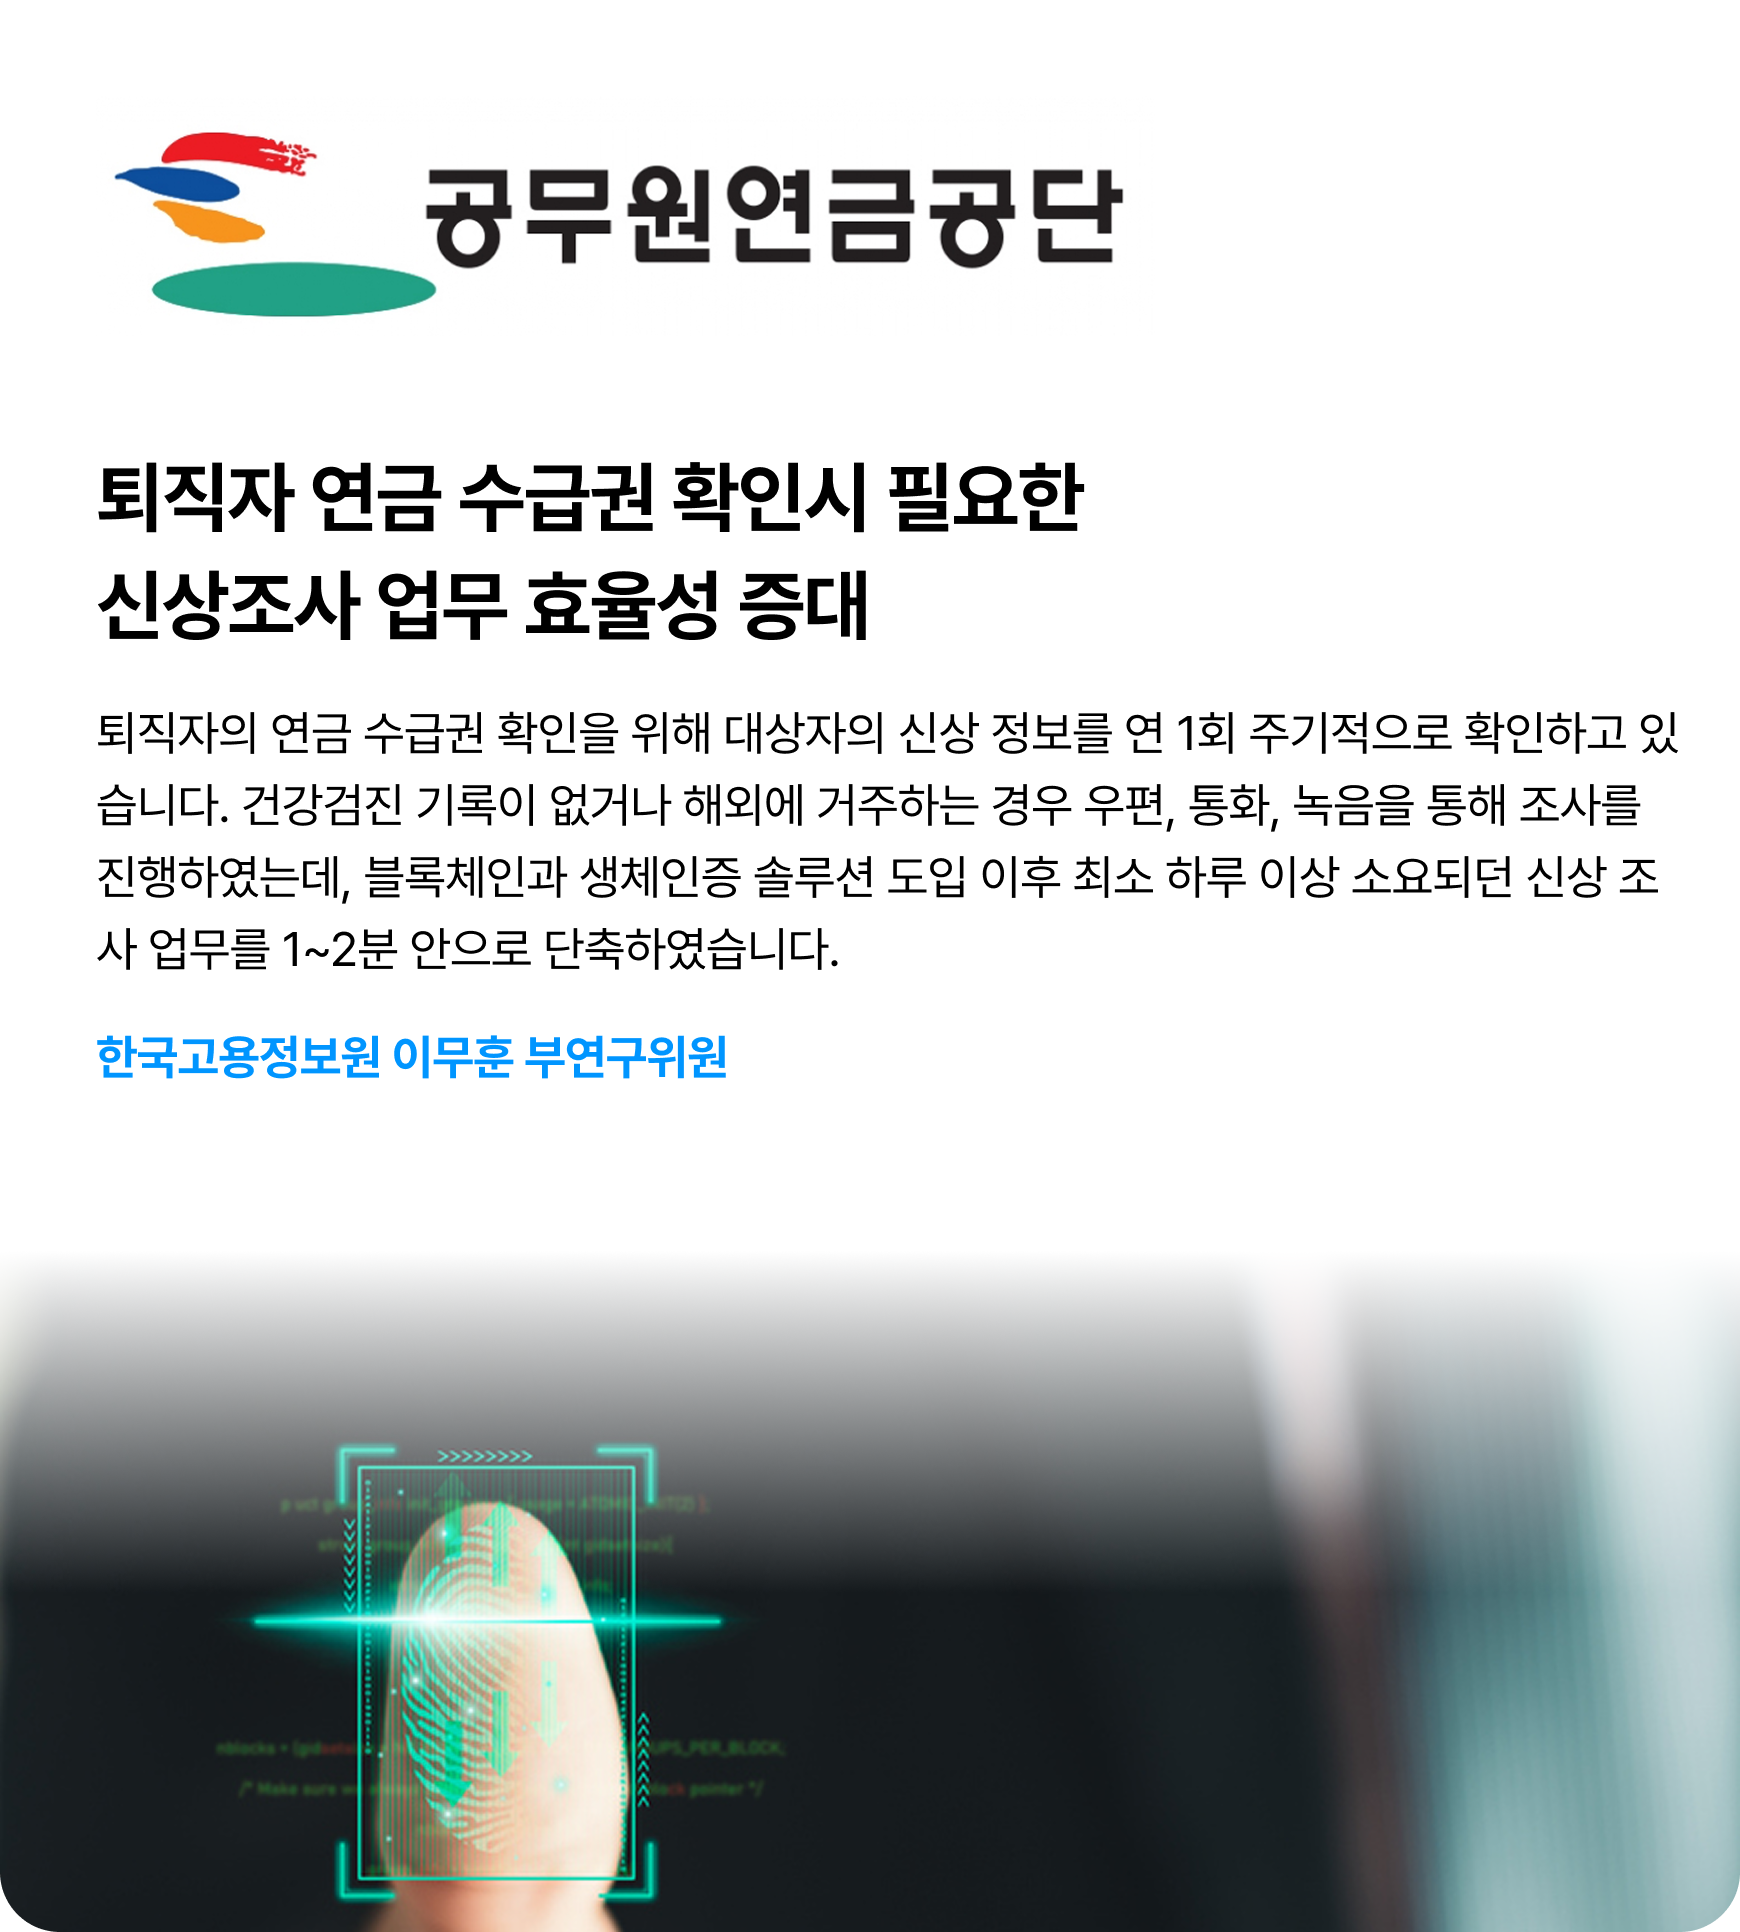 공무원연금공단
퇴직자 연금 수급권 확인시 필요한
신상조사 업무 효율성 증대
퇴직자의 연금 수급권 확인을 위해 대상자의 신상 정보를 연 1회 주기적으로 확인하고 있
습니다. 건강검진 기록이 없거나 해외에 거주하는 경우 우편, 통화, 녹음을 통해 조사를
진행하였는데, 블록체인과 생체인증 솔루션 도입 이후 최소 하루 이상 소요되던 신상 조
사 업무를 1~2분 안으로 단축하였습니다.
한국고용정보원 이무훈 부연구위원
>>>>>>>>
nblocks = UPS_PER_BLOCK;
/* Make sure pointer */